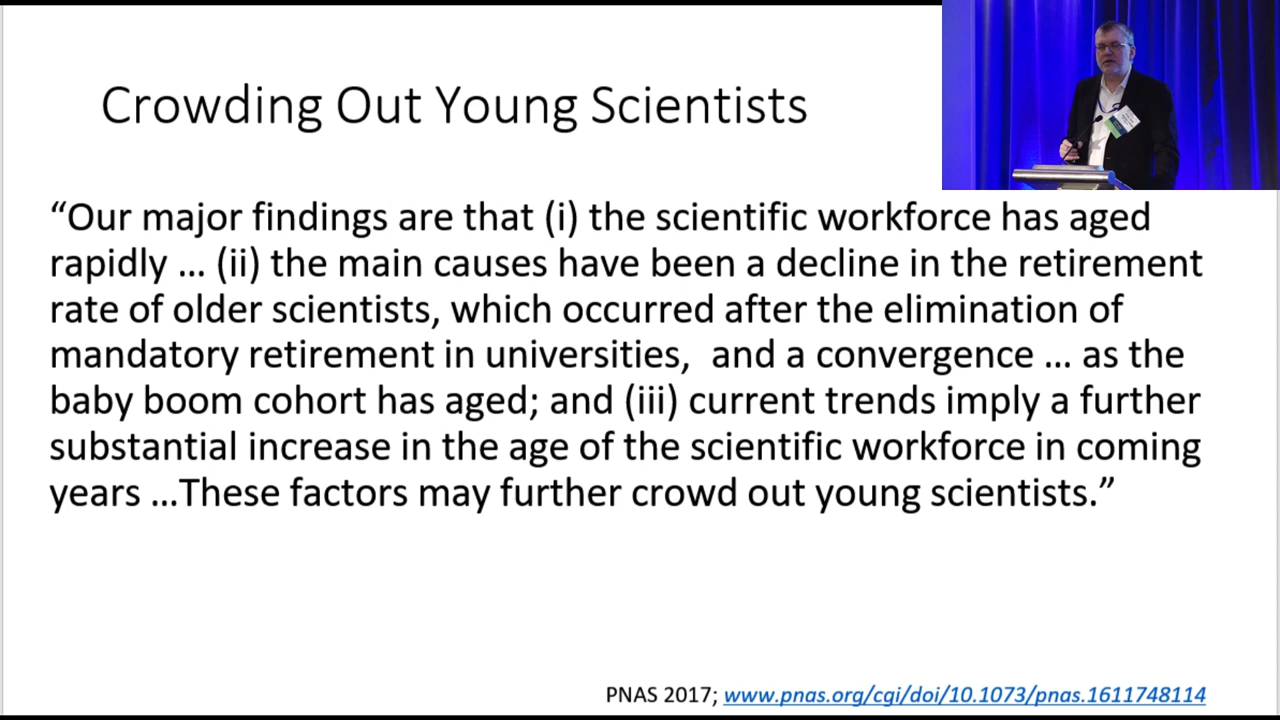 Crowding Out Young Scientists
“Our major findings are that (i) the scientific workforce has aged
rapidly … (ii) the main causes have been a decline in the retirement
rate of older scientists, which occurred after the elimination of
mandatory retirement in universities,  and a convergence … as the
baby boom cohort has aged; and (iii) current trends imply a further
substantial increase in the age of the scientific workforce in coming
years …These factors may further crowd out young scientists.”
PNAS 2017; www.pnas.org/cgi/doi/10.1073/pnas.1611748114